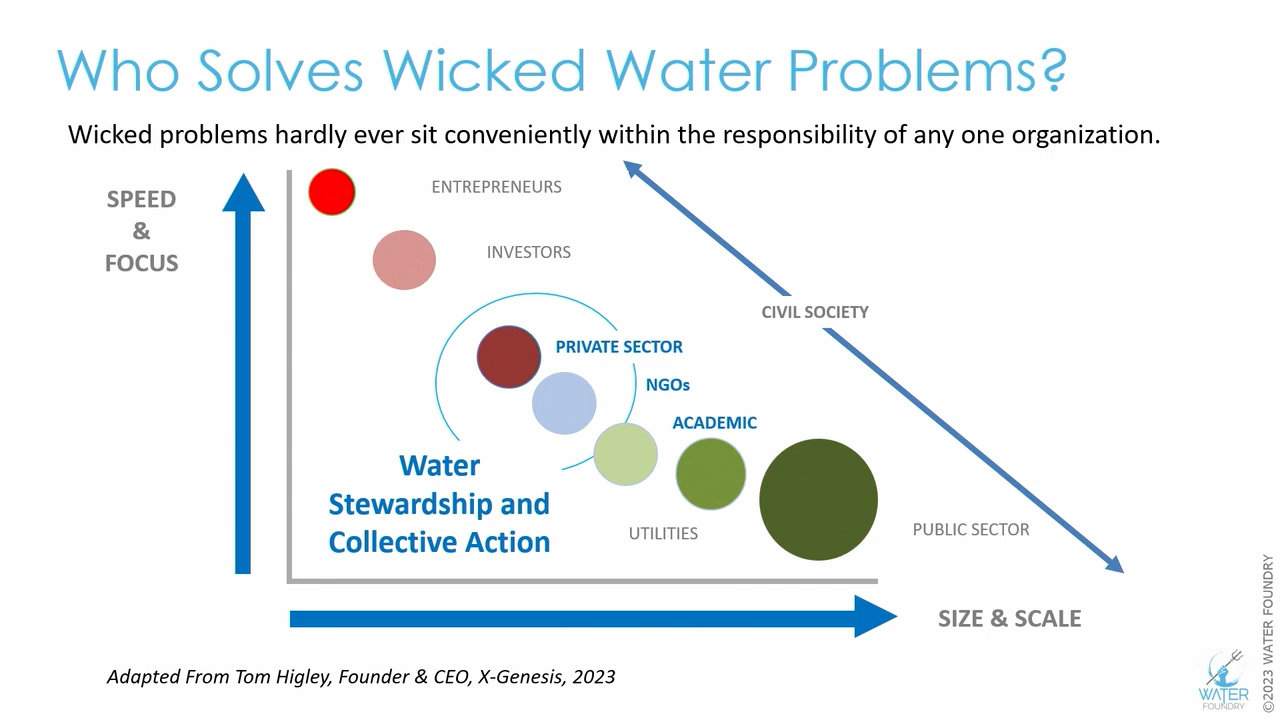 Who Solves Wicked Water Problems?
Wicked problems hardly ever sit conveniently within the responsibility of any one organization.
SPEED
&
FOCUS
ENTREPRENEURS
INVESTORS
CIVIL SOCIETY
PRIVATE SECTOR
NGOs
ACADEMIC
Water
Stewardship and
Collective Action
UTILITIES
PUBLIC SECTOR
SIZE & SCALE
Adapted From Tom Higley, Founder & CEO, X-Genesis, 2023
WATER
FOUNDRY
©2023 WATER FOUNDRY